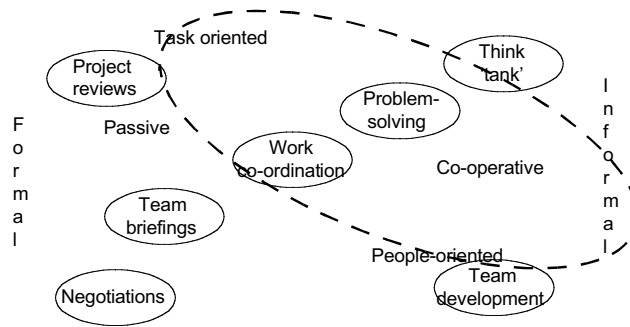 Task oriented
Think
'tank'
Project
reviews
Problem-
solving
Formal
Informal
Passive
Work
co-ordination
Co-operative
Team
briefings
People-oriented
Negotiations
Team
development